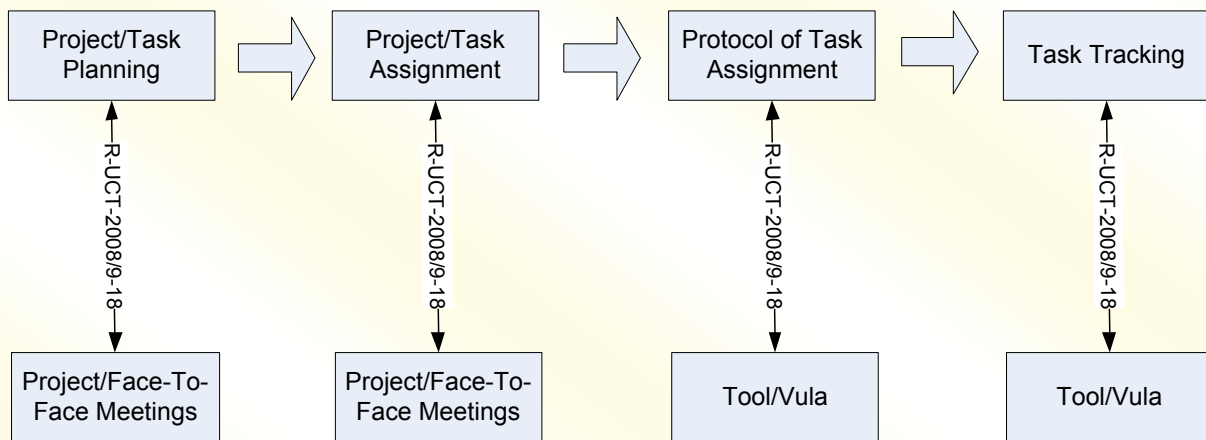 Project/Task
Planning
Project/Task
Assignment
Protocol of Task
Assignment
Task Tracking
R-UCT-2008/9-18
R-UCT-2008/9-18
R-UCT-2008/9-18
R-UCT-2008/9-18
Project/Face-To-
Face Meetings
Project/Face-To-
Face Meetings
Tool/Vula
Tool/Vula